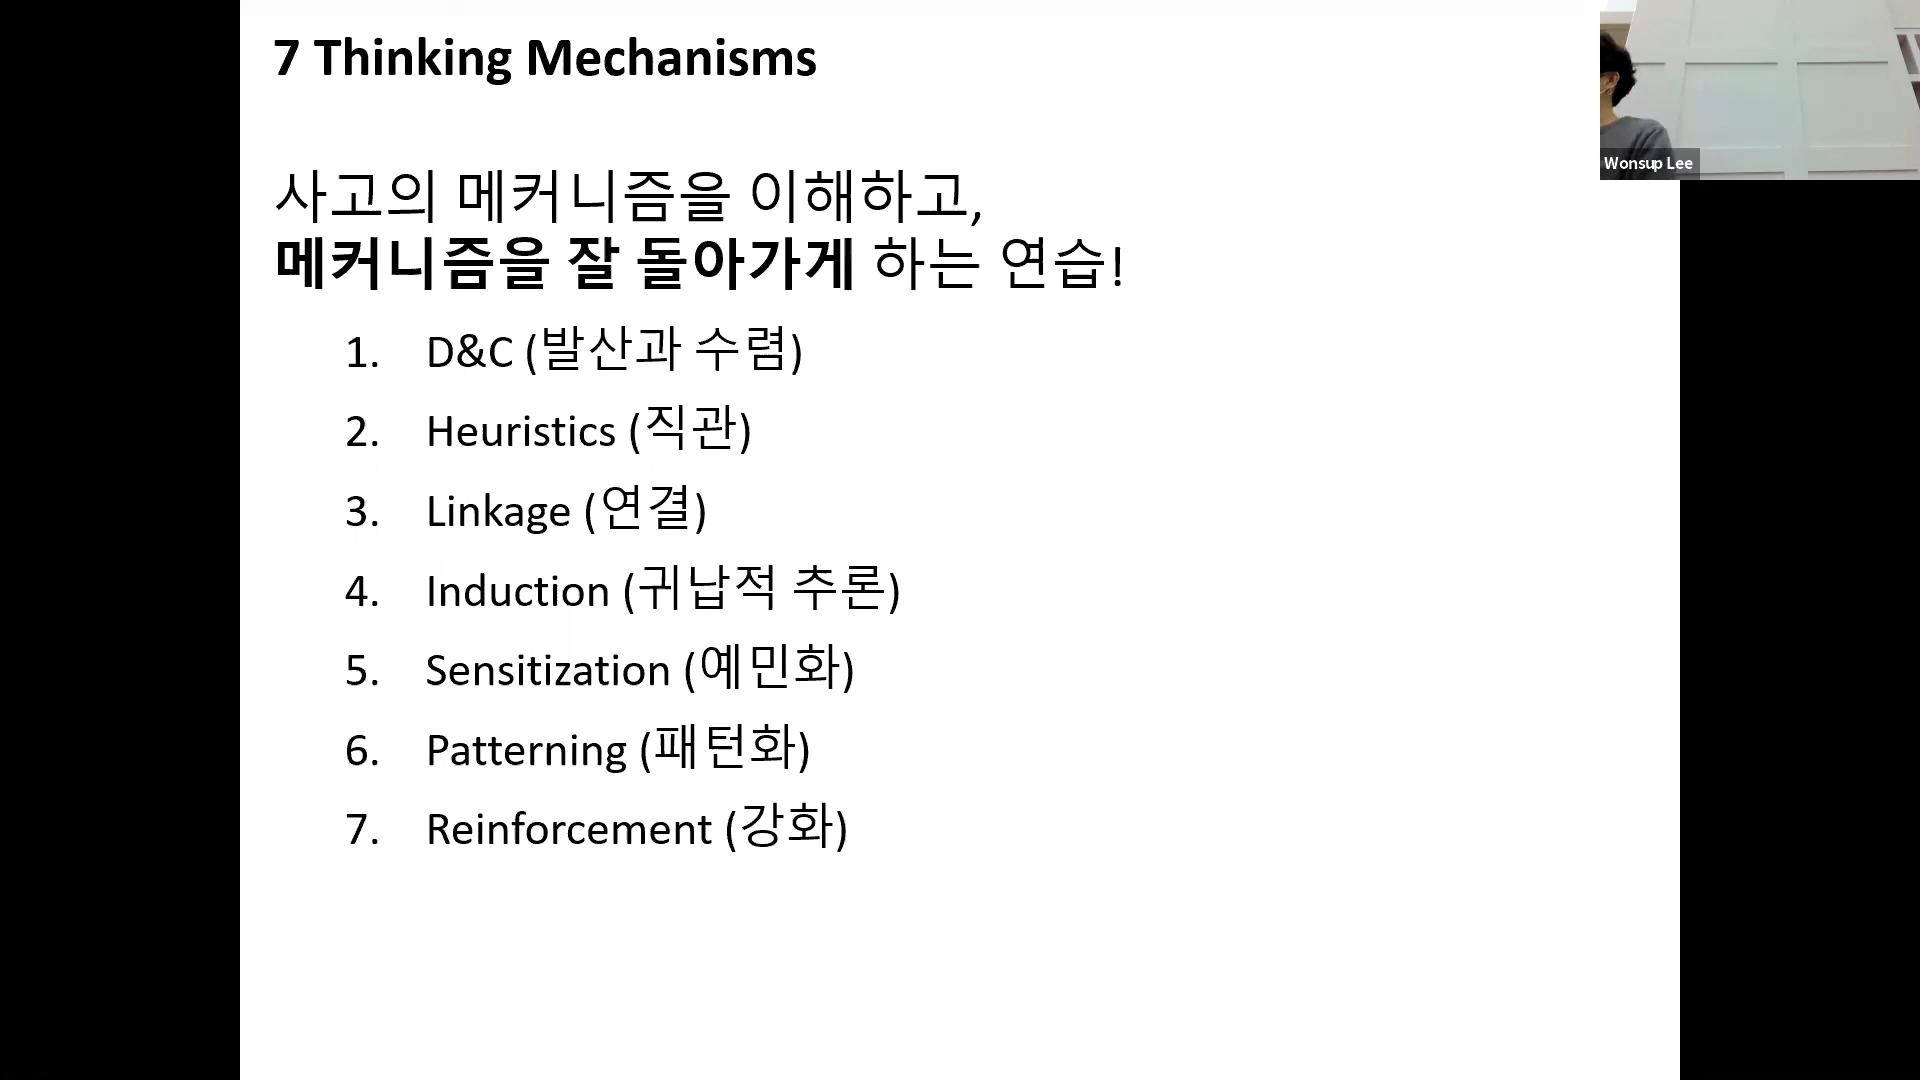 7 Thinking Mechanisms
사고의 메커니즘을 이해하고,
메커니즘을 잘 돌아가게 하는 연습!
1. D&C (발산과 수렴)
2. Heuristics (직관)
3. Linkage (연결)
4. Induction (귀납적 추론)
5. Sensitization (예민화)
6. Patterning (패턴화)
7. Reinforcement (강화)
Wonsup Lee